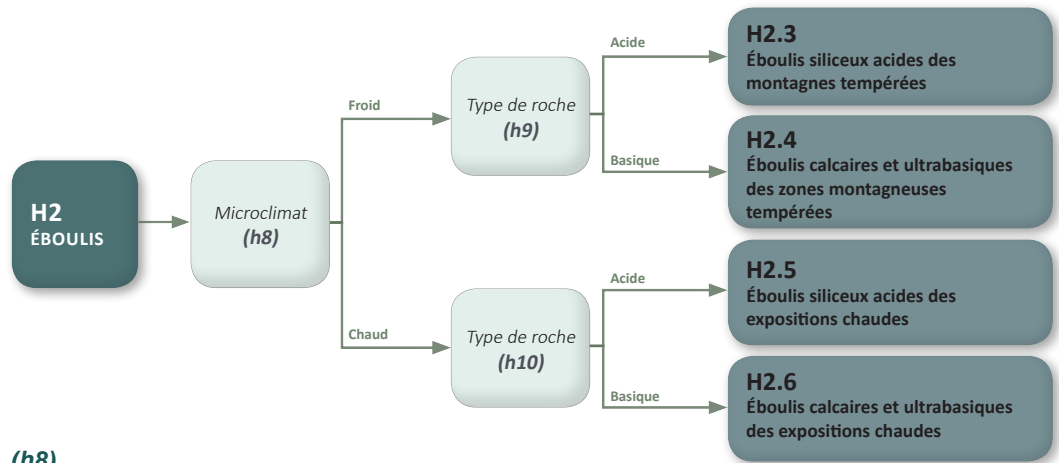 H2
ÉBOULIS
Microclimat
(h8)
Froid
Type de roche
(h9)
Acide
H2.3
Éboulis siliceux acides des
montagnes tempérées
Basique
H2.4
Éboulis calcaires et ultrabasiques
des zones montagneuses
tempérées
Chaud
Type de roche
(h10)
Acide
H2.5
Éboulis siliceux acides des
expositions chaudes
Basique
H2.6
Éboulis calcaires et ultrabasiques
des expositions chaudes
(h8)